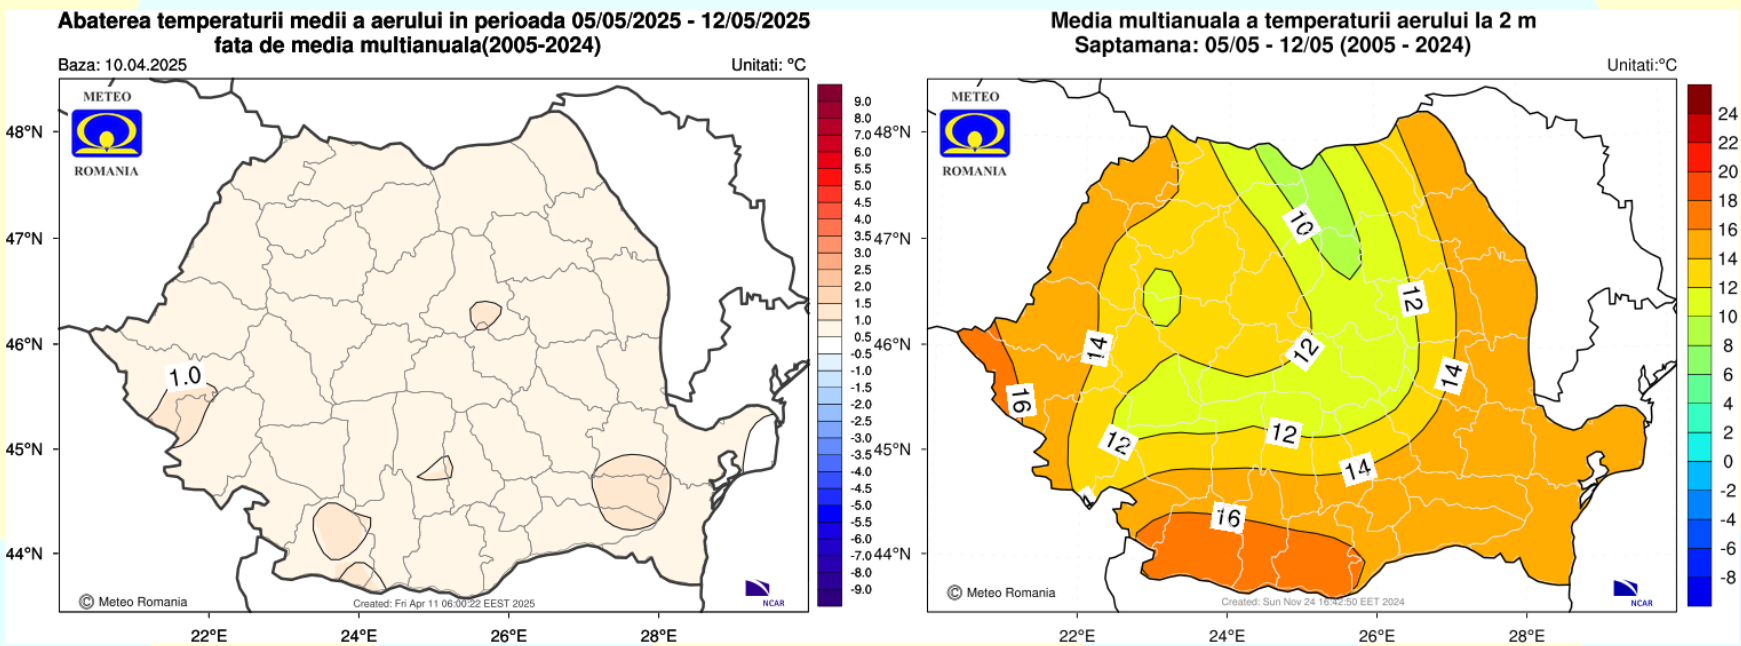 Abaterea temperaturii medii a aerului in perioada 05/05/2025 - 12/05/2025
fata de media multianuala(2005-2024)
Baza: 10.04.2025
Unitati: °C
METEO
ROMANIA
48°N
47°N
46°N
45°N
44°N
1.0
9.0
8.0
7.0
6.0
5.5
5.0
4.5
4.0
3.5
3.0
2.5
2.0
1.5
1.0
0.5
-0.5
-1.0
-1.5
-2.0
-2.5
-3.0
-3.5
-4.0
-4.5
-5.0
-5.5
-6.0
-7.0
-8.0
-9.0
© Meteo Romania
Created: Fri Apr 11 06:00:22 EEST 2025
NCAR
22°E
24°E
26°E
28°E
Media multianuala a temperaturii aerului la 2 m
Saptamana: 05/05 - 12/05 (2005 - 2024)
Unitati:°C
METEO
ROMANIA
48°N
47°N
46°N
45°N
44°N
10
12
14
12
14
16
12
12
14
16
24
22
20
18
16
14
12
10
8
6
4
2
0
-2
-4
-6
-8
© Meteo Romania
Created: Sun Nov 24 16:42:50 EET 2024
NCAR
22°E
24°E
26°E
28°E